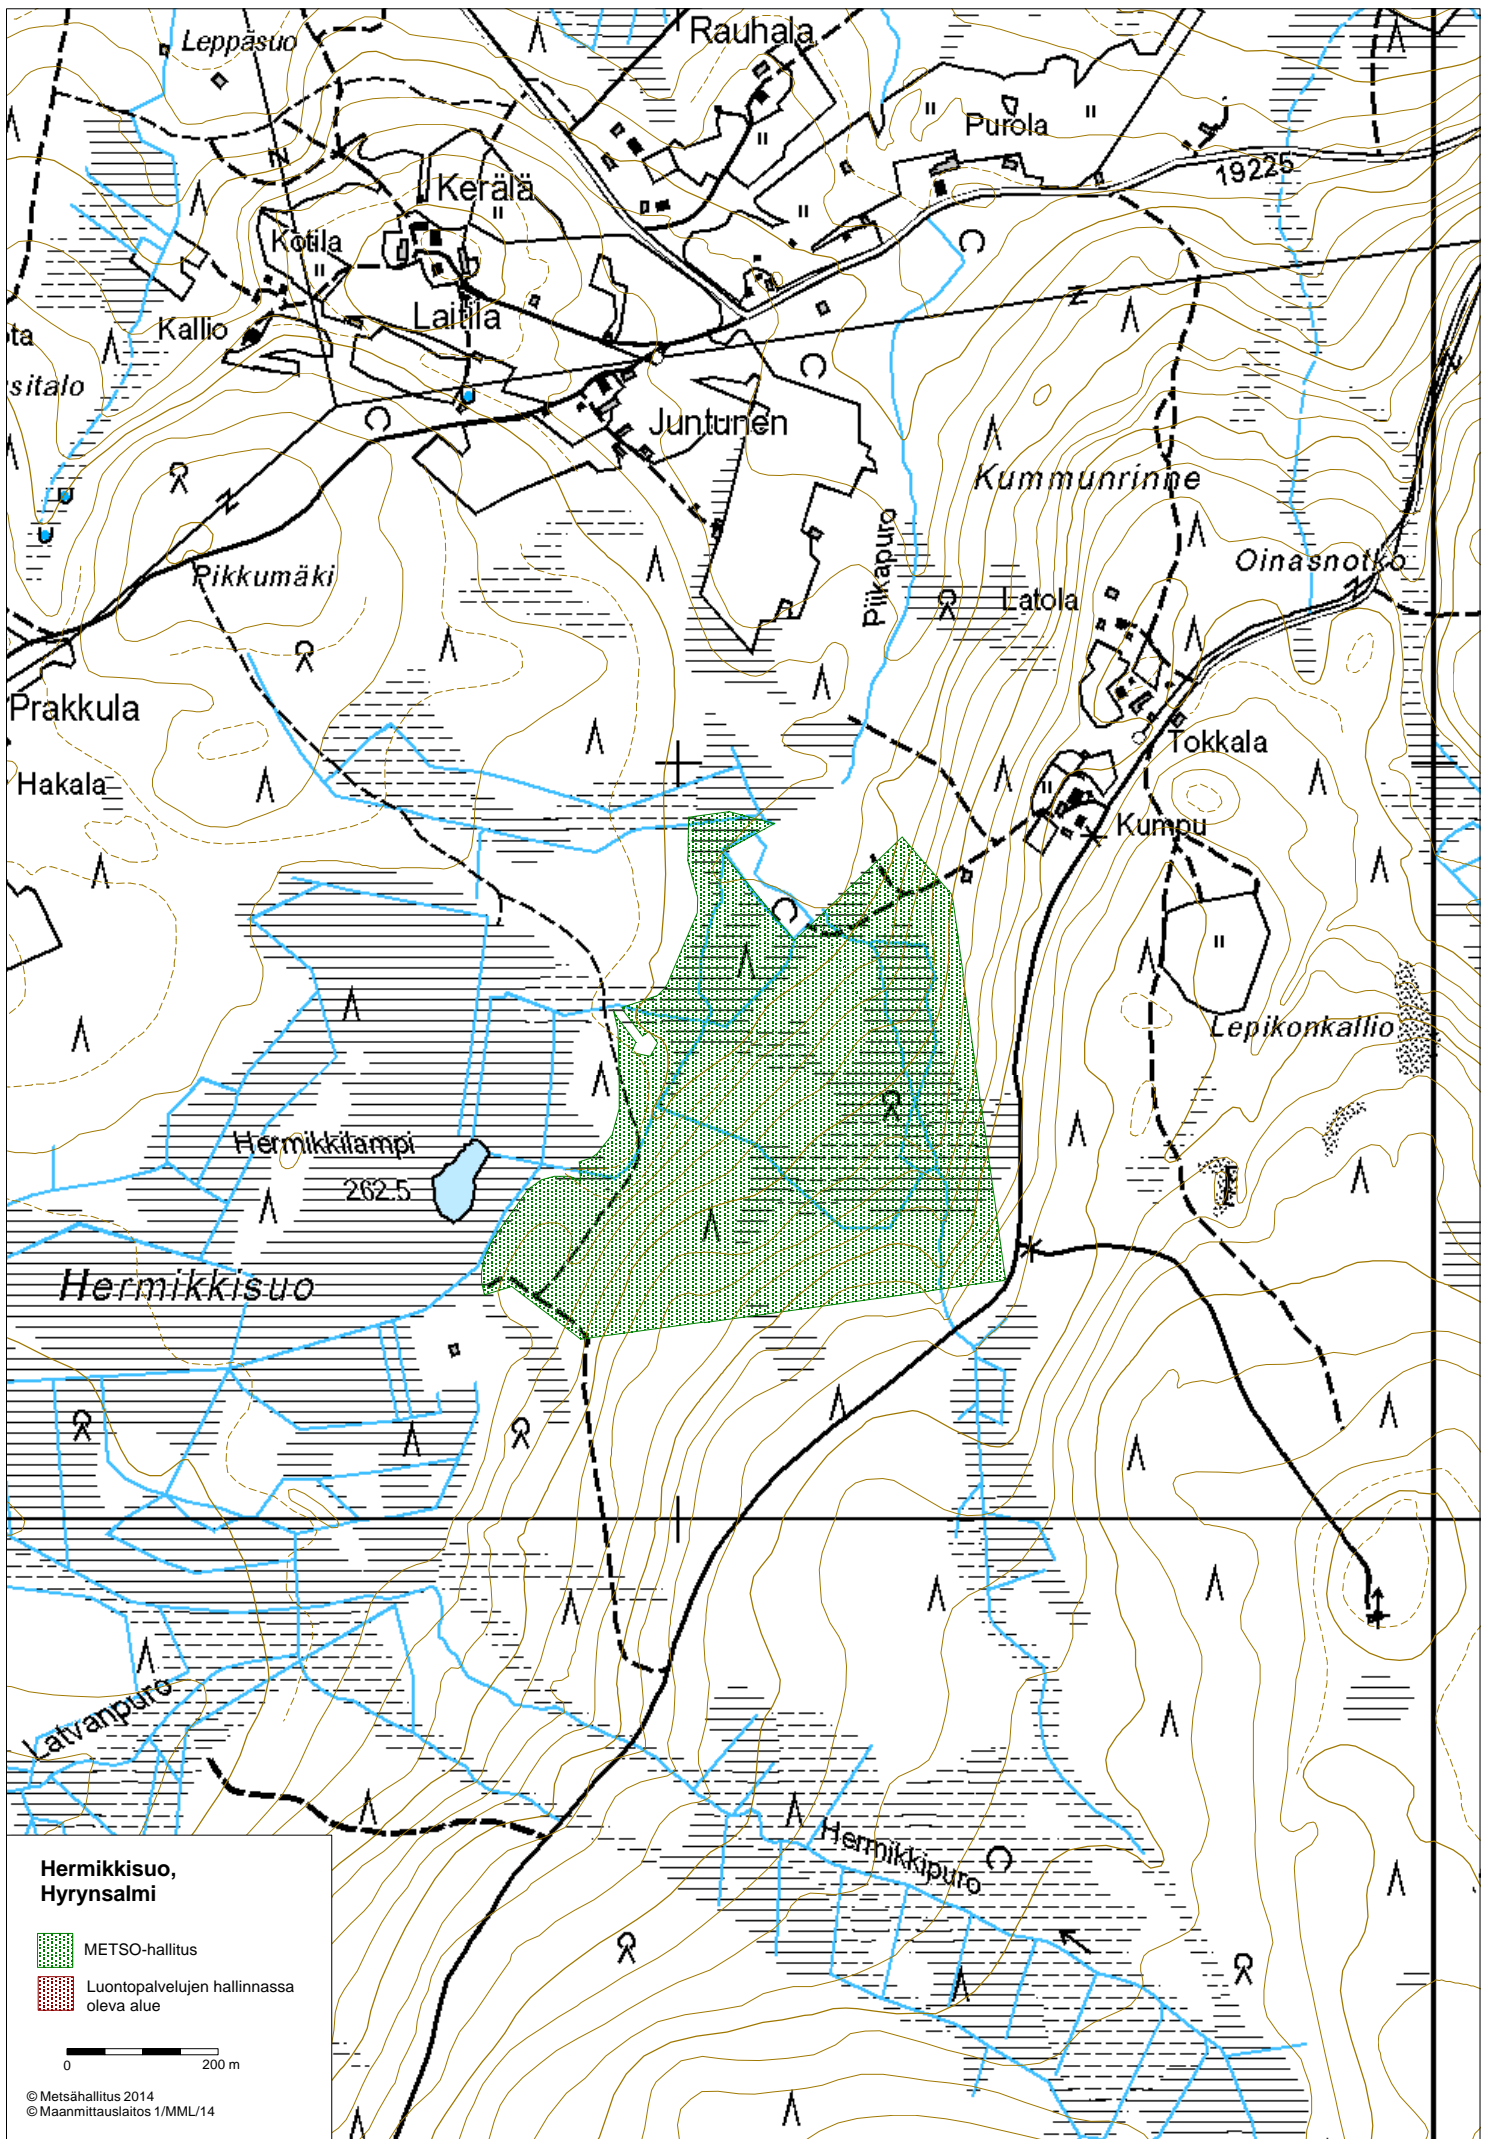 Leppäsuo
Rauhala
Purola
19225
Kerälä
Kotila
Laitila
Kallio
ota
sitalo
Juntunen
Kummunrinne
Piikapuro
Oinasnotko
Pikkumäki
Latola
Prakkula
Tokkala
Hakala
Kumpu
Lepikonkallio
Hermikkilampi
262.5
Hermikkisuo
Latvanpuro
Hermikkipuro
Hermikkisuo,
Hyrynsalmi
METSO-hallitus
Luontopalvelujen hallinnassa
oleva alue
0 200 m
© Metsähallitus 2014
© Maanmittauslaitos 1/MML/14